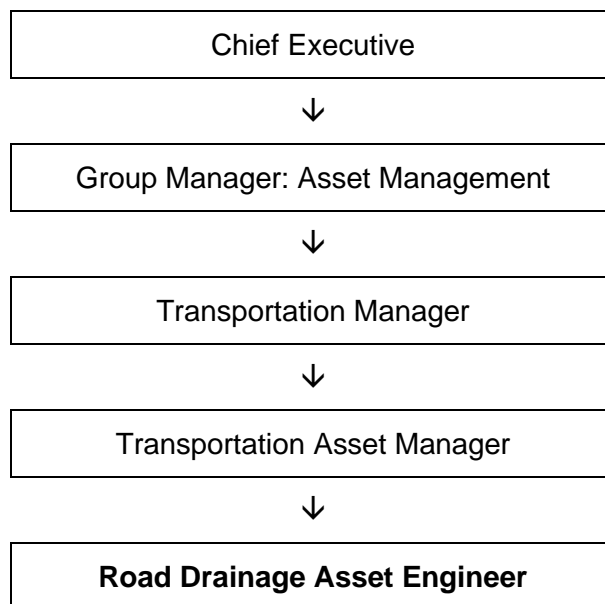 Chief Executive
↓
Group Manager: Asset Management
↓
Transportation Manager
↓
Transportation Asset Manager
↓
Road Drainage Asset Engineer